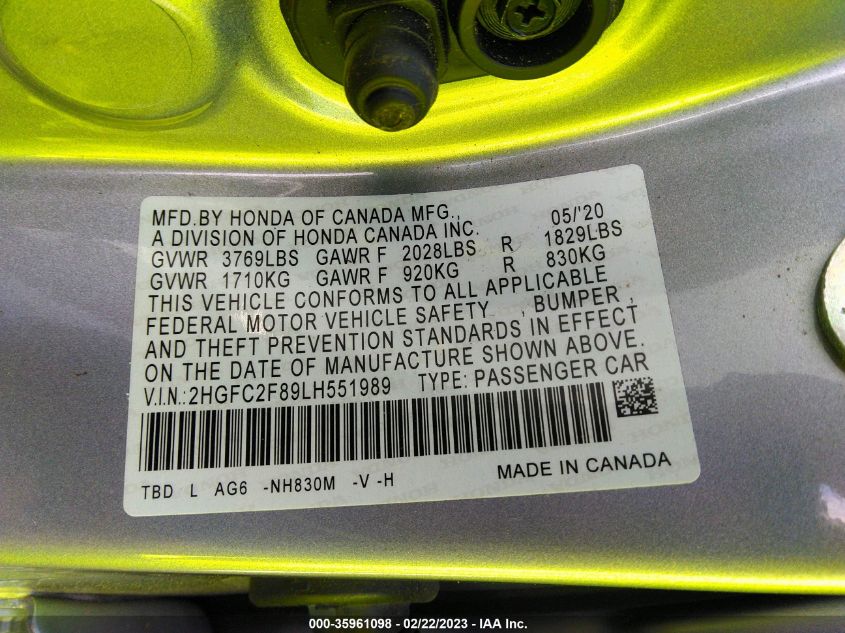 MFD.BY HONDA OF CANADA MFG., 05/'20
A DIVISION OF HONDA CANADA INC.
GVWR 3769LBS GAWR F 2028LBS R 1829LBS
GVWR 1710KG GAWR F 920KG R 830KG
THIS VEHICLE CONFORMS TO ALL APPLICABLE
FEDERAL MOTOR VEHICLE SAFETY , BUMPER ,
AND THEFT PREVENTION STANDARDS IN EFFECT
ON THE DATE OF MANUFACTURE SHOWN ABOVE.
V.I.N.: 2HGFC2F89LH551989 TYPE: PASSENGER CAR
TBD L AG6 -NH830M -V -H MADE IN CANADA
000-35961098 - 02/22/2023 - IAA Inc.